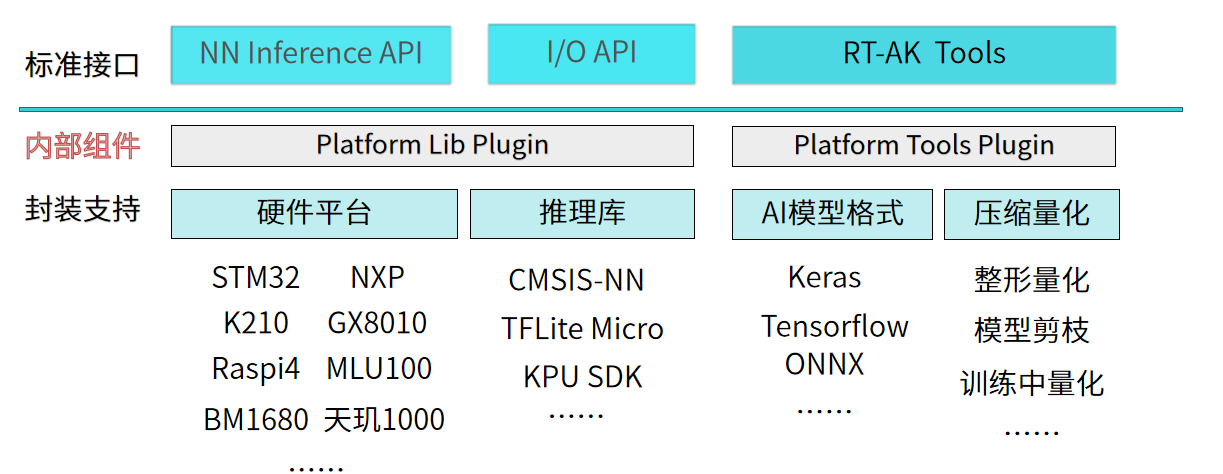 标准接口
NN Inference API
I/O API
RT-AK Tools
内部组件
Platform Lib Plugin
Platform Tools Plugin
封装支持
硬件平台
推理库
AI模型格式
压缩量化
STM32 NXP
K210 GX8010
Raspi4 MLU100
BM1680 天玑1000
······
CMSIS-NN
TFLite Micro
KPU SDK
······
Keras
Tensorflow
ONNX
······
整形量化
模型剪枝
训练中量化
······